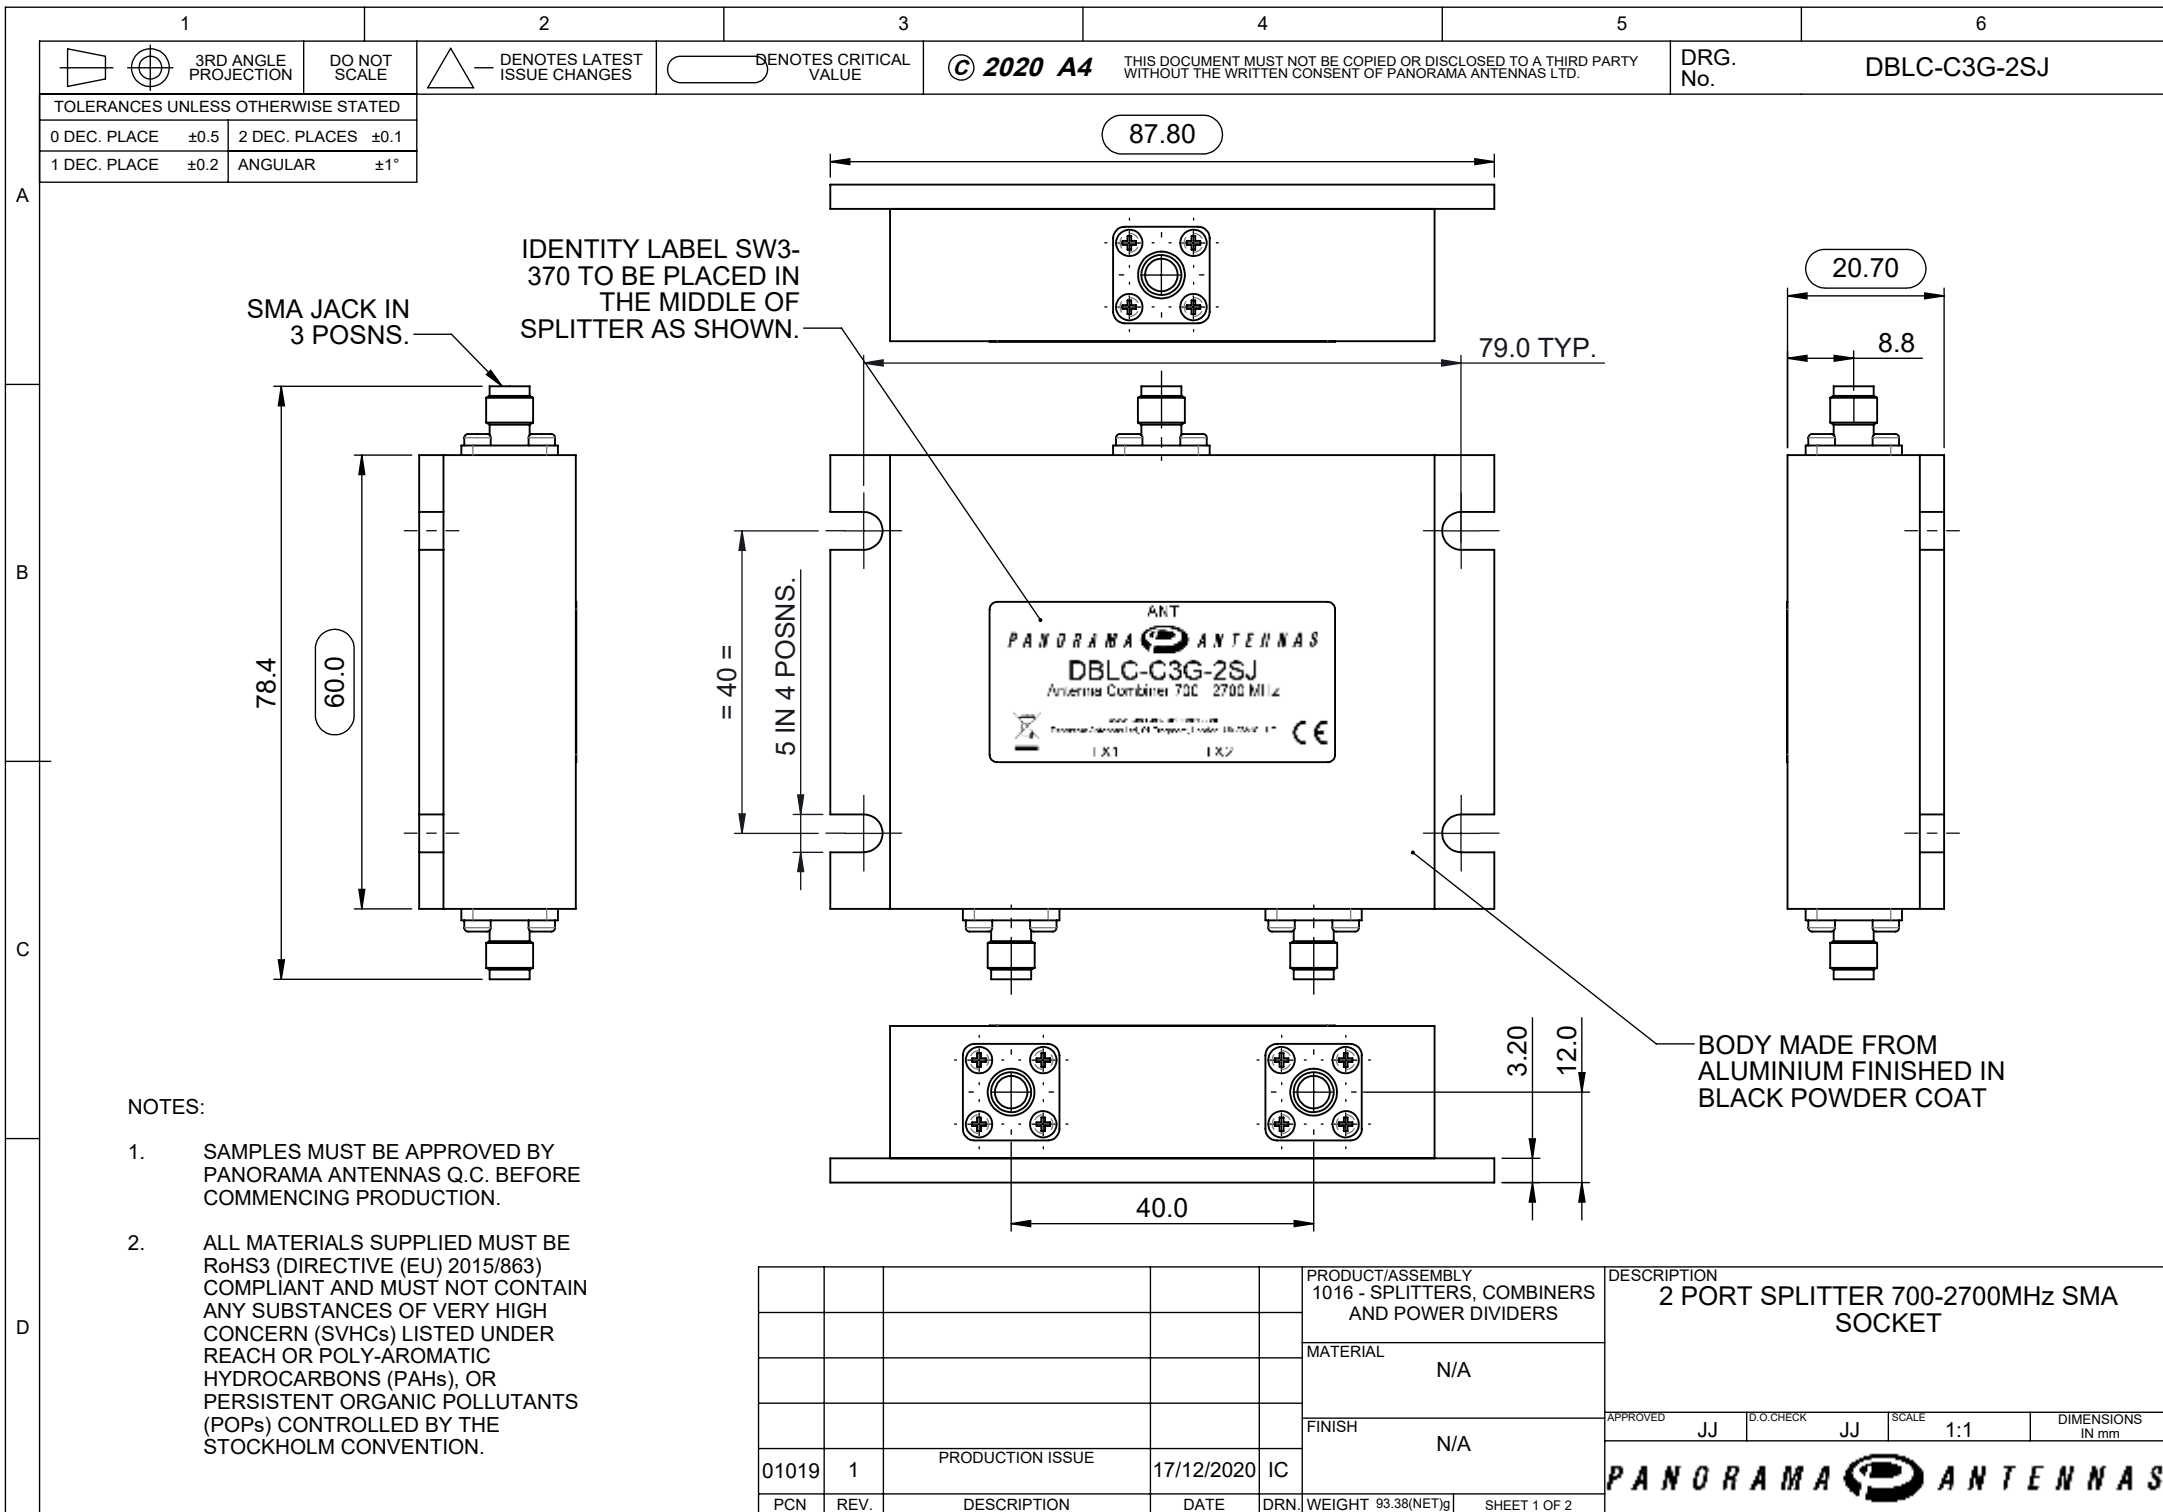 1 2 3 4 5 6
3RD ANGLE
PROJECTION
DO NOT
SCALE
DENOTES LATEST
ISSUE CHANGES
DENOTES CRITICAL
VALUE
© 2020 A4
THIS DOCUMENT MUST NOT BE COPIED OR DISCLOSED TO A THIRD PARTY
WITHOUT THE WRITTEN CONSENT OF PANORAMA ANTENNAS LTD.
DRG.
No.
DBLC-C3G-2SJ
TOLERANCES UNLESS OTHERWISE STATED
0 DEC. PLACE ±0.5 2 DEC. PLACES ±0.1
1 DEC. PLACE ±0.2 ANGULAR ±1°
A
B
C
D
87.80
IDENTITY LABEL SW3-
370 TO BE PLACED IN
THE MIDDLE OF
SPLITTER AS SHOWN.
SMA JACK IN
3 POSNS.
20.70
8.8
79.0 TYP.
78.4
60.0
= 40 =
5 IN 4 POSNS.
ANT
PANORAMA ANTENNAS
DBLC-C3G-2SJ
Antenna Combiner 700 2700 MHz
CE
TX1 TX2
3.20
12.0
40.0
BODY MADE FROM
ALUMINIUM FINISHED IN
BLACK POWDER COAT
NOTES:
1. SAMPLES MUST BE APPROVED BY
PANORAMA ANTENNAS Q.C. BEFORE
COMMENCING PRODUCTION.
2. ALL MATERIALS SUPPLIED MUST BE
RoHS3 (DIRECTIVE (EU) 2015/863)
COMPLIANT AND MUST NOT CONTAIN
ANY SUBSTANCES OF VERY HIGH
CONCERN (SVHCs) LISTED UNDER
REACH OR POLY-AROMATIC
HYDROCARBONS (PAHs), OR
PERSISTENT ORGANIC POLLUTANTS
(POPs) CONTROLLED BY THE
STOCKHOLM CONVENTION.
PRODUCT/ASSEMBLY
1016 - SPLITTERS, COMBINERS
AND POWER DIVIDERS
DESCRIPTION
2 PORT SPLITTER 700-2700MHz SMA
SOCKET
MATERIAL
N/A
FINISH
N/A
APPROVED JJ D.O.CHECK JJ SCALE 1:1 DIMENSIONS
IN mm
01019 1 PRODUCTION ISSUE 17/12/2020 IC
PCN REV. DESCRIPTION DATE DRN. WEIGHT 93.38(NET)g SHEET 1 OF 2
PANORAMA ANTENNAS